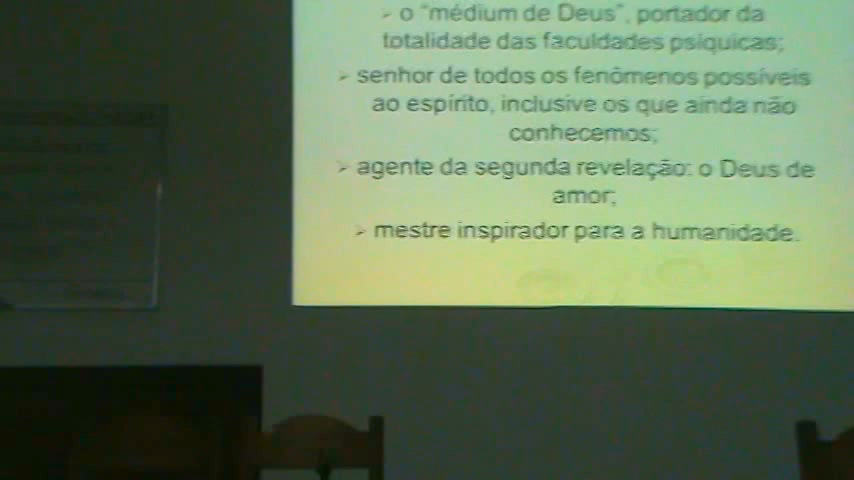 ➢ o "médium de Deus", portador da
totalidade das faculdades psíquicas;
➢ senhor de todos os fenômenos possíveis
ao espírito, inclusive os que ainda não
conhecemos;
➢ agente da segunda revelação: o Deus de
amor;
➢ mestre inspirador para a humanidade.